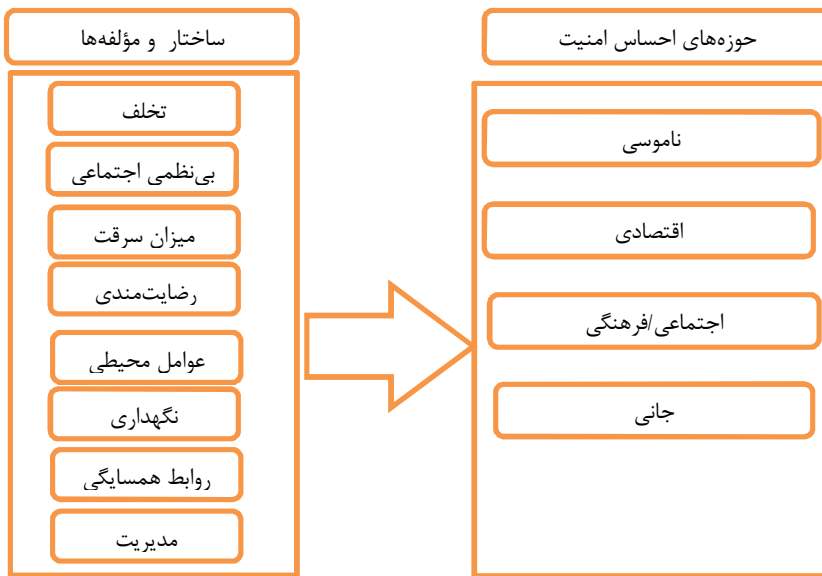 ساختار و مؤلفه‌ها
تخلف
بی‌نظمی اجتماعی
میزان سرقت
رضایت‌مندی
عوامل محیطی
نگهداری
روابط همسایگی
مدیریت
حوزه‌های احساس امنیت
ناموسی
اقتصادی
اجتماعی/فرهنگی
جانی